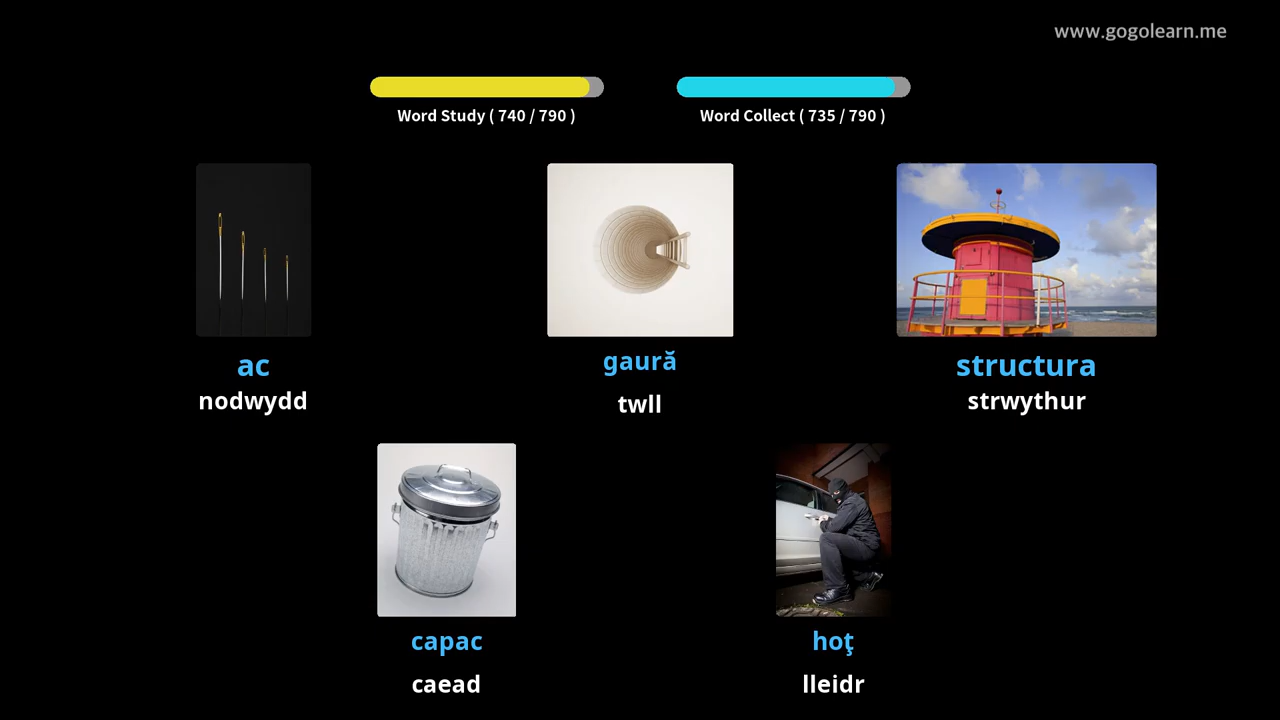 www.gogolearn.me
Word Study ( 740 / 790 )
Word Collect ( 735 / 790 )
ac
nodwydd
gaură
twll
structura
strwythur
capac
caead
hoţ
lleidr